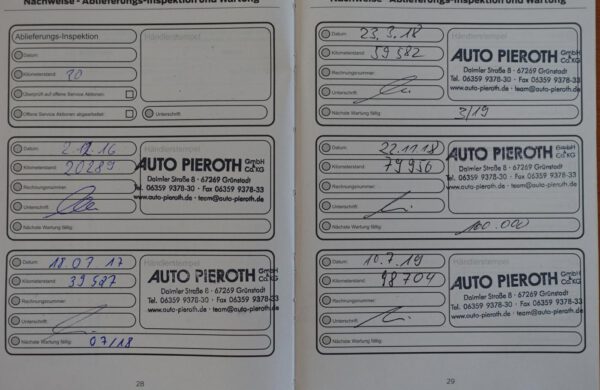 Nachweise - Ablieferungs-Inspektion und Wartung
Ablieferungs-Inspektion
Händlerstempel
Datum:
Kilometerstand: 20
Überprüft auf offene Service Aktionen:
Offene Service Aktionen abgearbeitet:
Unterschrift:
Datum: 2.02.16
Händlerstempel
Kilometerstand: 20289
AUTO PIEROTH GmbH & Co.KG
Rechnungsnummer:
Daimler Straße 8 · 67269 Grünstadt
Tel. 06359 9378-30 · Fax 06359 9378-33
Unterschrift:
www.auto-pieroth.de · team@auto-pieroth.de
Nächste Wartung fällig:
Datum: 18.03.17
Händlerstempel
Kilometerstand: 39587
AUTO PIEROTH GmbH & Co.KG
Rechnungsnummer:
Daimler Straße 8 · 67269 Grünstadt
Tel. 06359 9378-30 · Fax 06359 9378-33
Unterschrift:
www.auto-pieroth.de · team@auto-pieroth.de
Nächste Wartung fällig: 07/18
28
Nachweise - Ablieferungs-Inspektion und Wartung
Datum: 23.3.18
Händlerstempel
Kilometerstand: 59582
AUTO PIEROTH GmbH & Co.KG
Rechnungsnummer:
Daimler Straße 8 · 67269 Grünstadt
Tel. 06359 9378-30 · Fax 06359 9378-33
Unterschrift:
www.auto-pieroth.de · team@auto-pieroth.de
Nächste Wartung fällig: 3/19
Datum: 22.11.18
Kilometerstand: 79956
AUTO PIEROTH GmbH & Co.KG
Rechnungsnummer:
Daimler Straße 8 · 67269 Grünstadt
Tel. 06359 9378-30 · Fax 06359 9378-33
Unterschrift:
www.auto-pieroth.de · team@auto-pieroth.de
Nächste Wartung fällig: 100.000
Datum: 10.7.19
Händlerstempel
Kilometerstand: 98704
AUTO PIEROTH GmbH & Co.KG
Rechnungsnummer:
Daimler Straße 8 · 67269 Grünstadt
Tel. 06359 9378-30 · Fax 06359 9378-33
Unterschrift:
www.auto-pieroth.de · team@auto-pieroth.de
Nächste Wartung fällig:
29